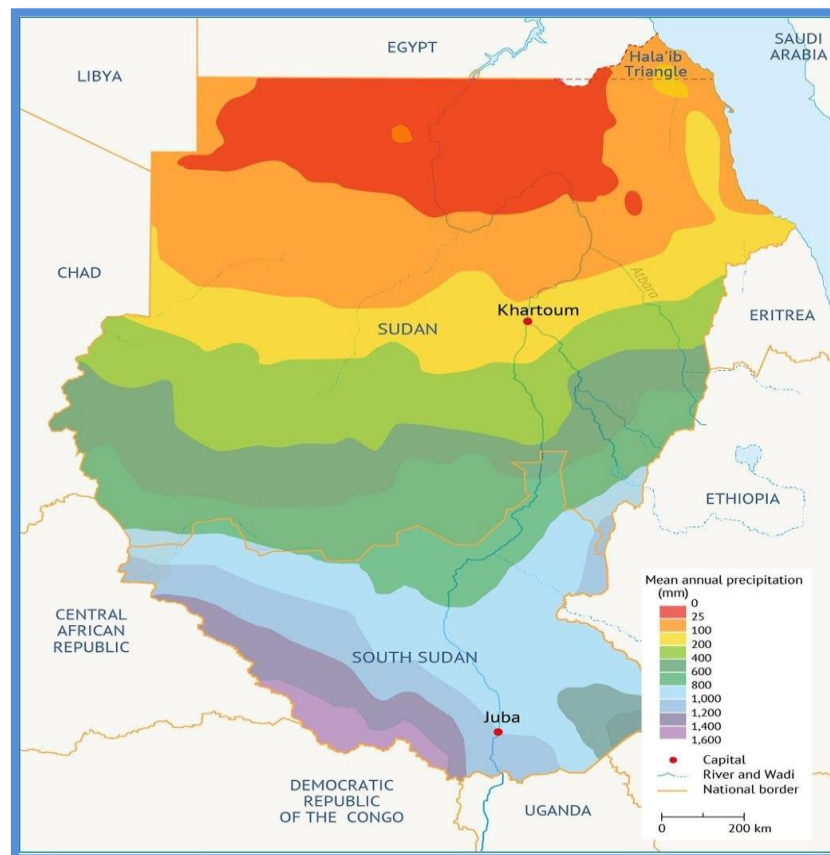 EGYPT
SAUDI
ARABIA
LIBYA
Hala'ib
Triangle
CHAD
Atbara
Khartoum
SUDAN
ERITREA
ETHIOPIA
CENTRAL
AFRICAN
REPUBLIC
SOUTH SUDAN
Juba
DEMOCRATIC
REPUBLIC
OF THE CONGO
UGANDA
Mean annual precipitation
(mm)
0
25
100
200
400
600
800
1,000
1,200
1,400
1,600
Capital
River and Wadi
National border
0 200 km